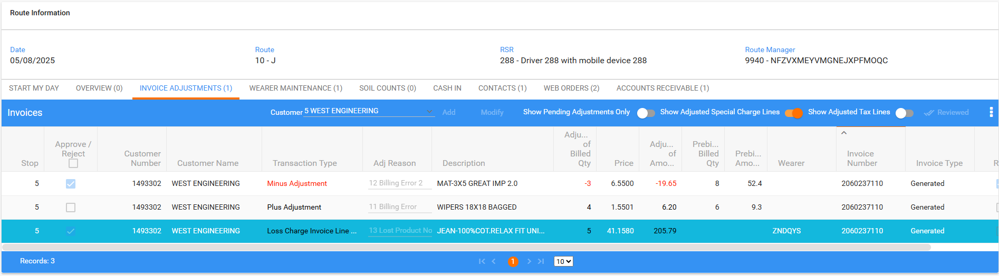 Route Information
Date Route RSR Route Manager
05/08/2025 10 - J 288 - Driver 288 with mobile device 288 9940 - NFZVXMEYVMGNEJXPFMOQC
START MY DAY OVERVIEW (0) INVOICE ADJUSTMENTS (1) WEARER MAINTENANCE (1) SOIL COUNTS (0) CASH IN CONTACTS (1) WEB ORDERS (2) ACCOUNTS RECEIVABLE (1)
Invoices Customer 5 WEST ENGINEERING Add Modify Show Pending Adjustments Only Show Adjusted Special Charge Lines Show Adjusted Tax Lines Reviewed
Stop
Approve /
Reject
Customer
Number
Customer Name
Transaction Type
Adj Reason
Description
Adju...
of
Billed
Qty
Price
Adju...
of
Amo...
Prebi...
Billed
Qty
Prebi...
Amo...
Wearer
Invoice
Number
Invoice Type
R
5 1493302 WEST ENGINEERING Minus Adjustment 12 Billing Error 2 MAT-3X5 GREAT IMP 2.0 -3 6.5500 -19.65 8 52.4 2060237110 Generated
5 1493302 WEST ENGINEERING Plus Adjustment 11 Billing Error WIPERS 18X18 BAGGED 4 1.5501 6.20 6 9.3 2060237110 Generated
5 1493302 WEST ENGINEERING Loss Charge Invoice Line ... 13 Lost Product No JEAN-100%COT.RELAX FIT UNI... 5 41.1580 205.79 ZNDQYS 2060237110 Generated
Records: 3 1 10